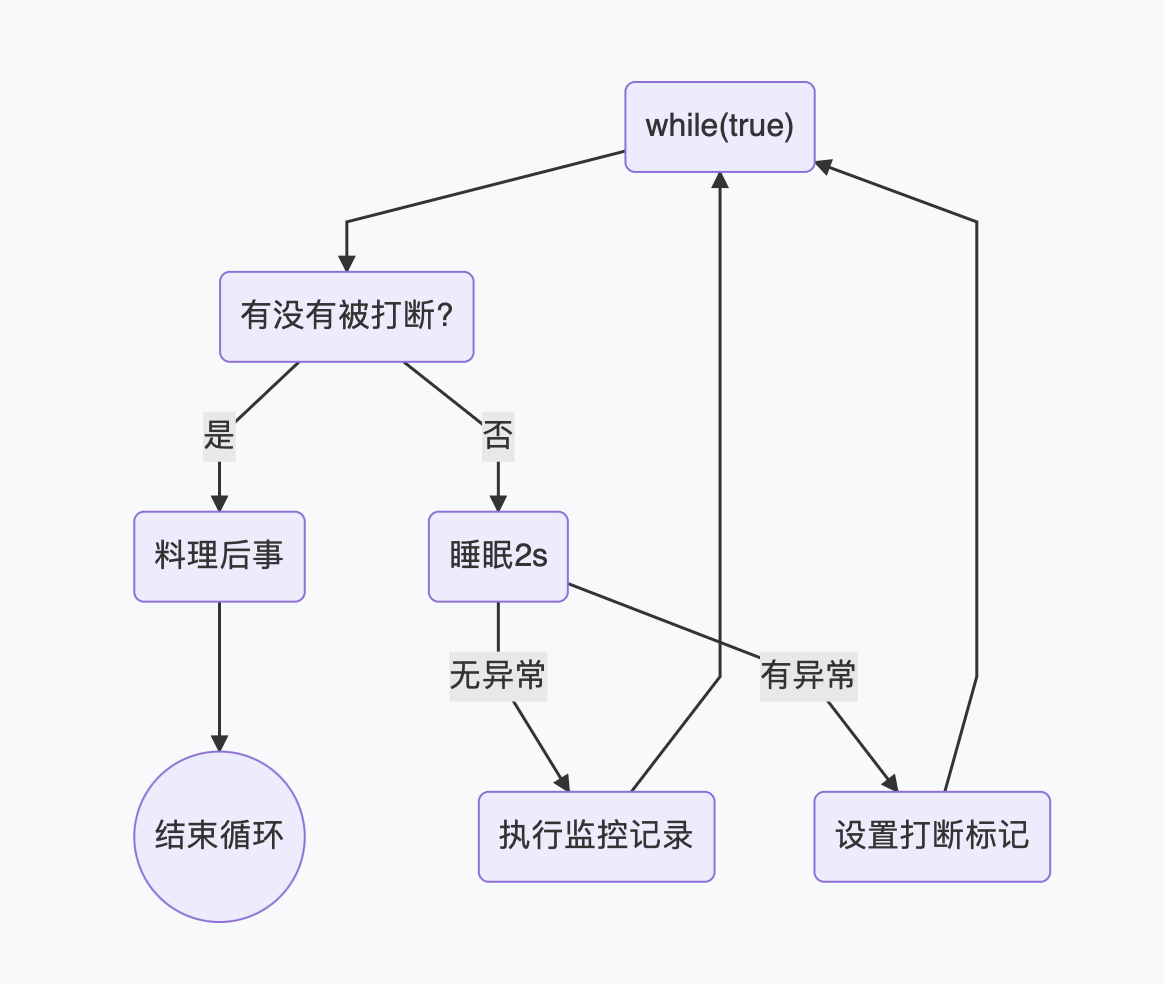 while(true)
有没有被打断?
是
否
料理后事
睡眠2s
无异常
有异常
结束循环
执行监控记录
设置打断标记